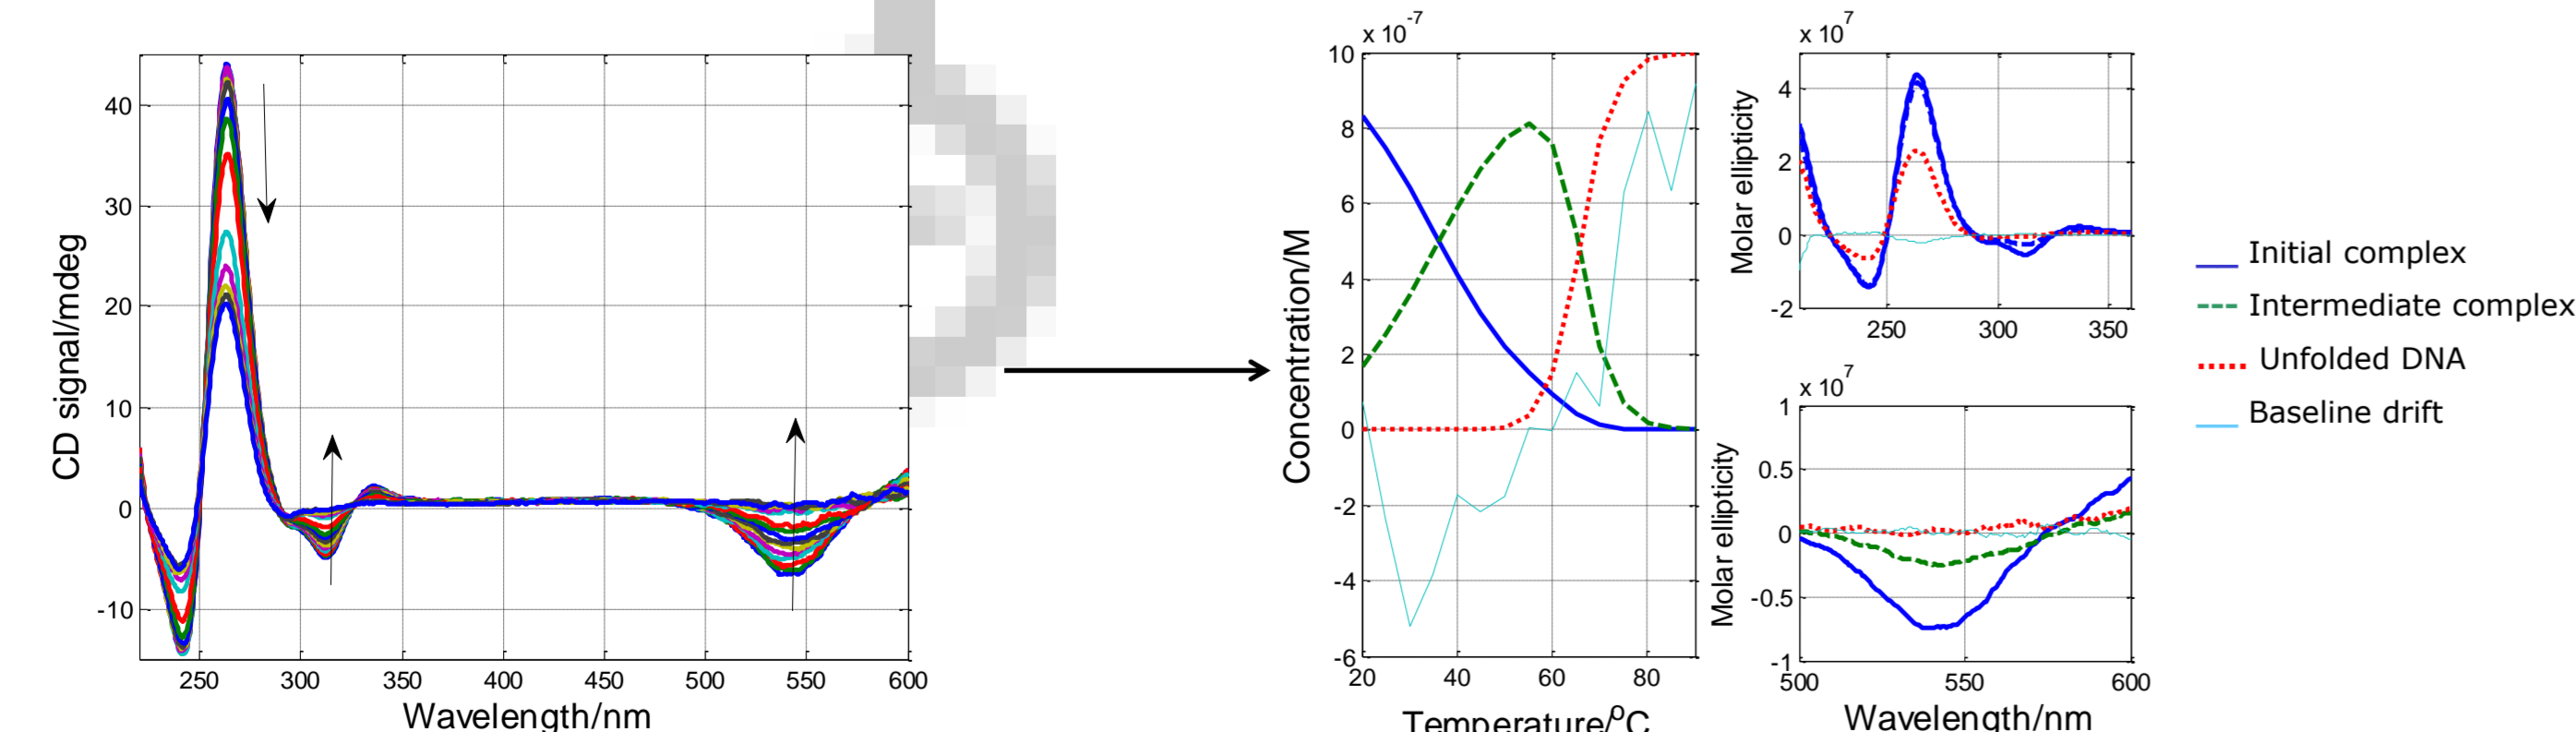 CD signal/mdeg
40
30
20
10
0
-10
250 300 350 400 450 500 550 600
Wavelength/nm
x 10-7
Concentration/M
10
8
6
4
2
0
-2
-4
-6
20 40 60 80
Temperature/oC
x 107
Molar ellipticity
4
2
0
-2
250 300 350
x 107
Molar ellipticity
1
0.5
0
-0.5
-1
500 550 600
Wavelength/nm
Initial complex
Intermediate complex
Unfolded DNA
Baseline drift